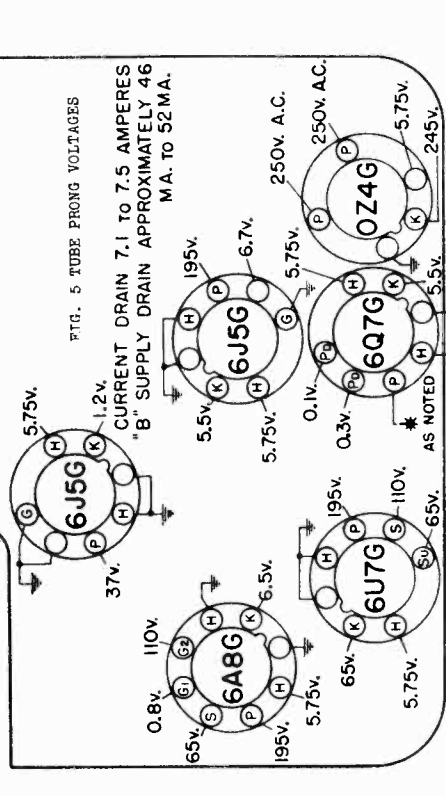 FIG. 5 TUBE PRONG VOLTAGES
CURRENT DRAIN 7.1 TO 7.5 AMPERES
"B" SUPPLY DRAIN APPROXIMATELY 46
MA. TO 52 MA.
5.75v.
G
H
K
1.2v.
6J5G
P
H
37v.
195v.
6.7v.
H
P
6J5G
K
H
G
5.5v.
5.75v.
250v. A.C.
250v. A.C.
P
P
OZ4G
K
5.75v.
245v.
5.75v.
0.1v.
0.3v.
PD
PD
H
K
6Q7G
P
H
5.5v.
*
AS NOTED
0.8v.
110v.
G1
G2
H
S
6A8G
K
6.5v.
65v.
P
H
195v.
5.75v.
195v.
110v.
H
P
S
6U7G
K
H
SU
65v.
65v.
5.75v.